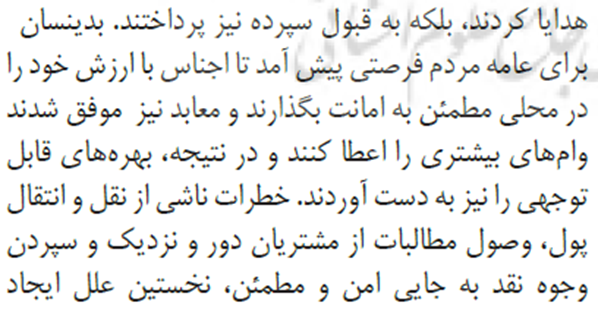 هدایا کردند، بلکه به قبول سپرده نیز پرداختند. بدینسان
برای عامه مردم فرصتی پیش آمد تا اجناس با ارزش خود را
در محلی مطمئن به امانت بگذارند و معابد نیز موفق شدند
وام‌های بیشتری را اعطا کنند و در نتیجه، بهره‌های قابل
توجهی را نیز به دست آوردند. خطرات ناشی از نقل و انتقال
پول، وصول مطالبات از مشتریان دور و نزدیک و سپردن
وجوه نقد به جایی امن و مطمئن، نخستین علل ایجاد